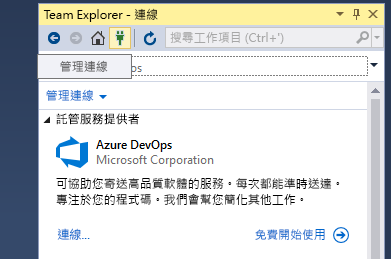 Team Explorer - 連線
搜尋工作項目 (Ctrl+')
管理連線
ps
管理連線
託管服務提供者
Azure DevOps
Microsoft Corporation
可協助您寄送高品質軟體的服務。每次都能準時送達。
專注於您的程式碼。我們會幫您簡化其他工作。
連線...
免費開始使用